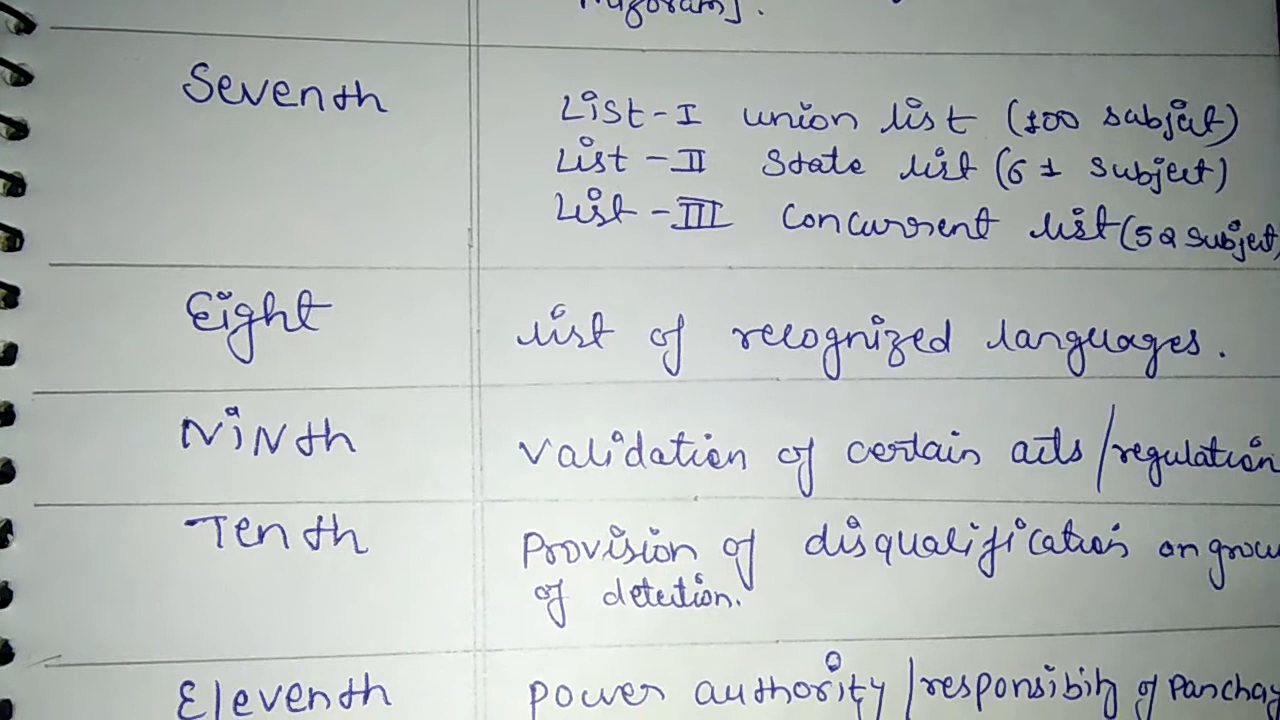 Mizoram].
Seventh
List-I union list (100 subject)
List-II State list (61 subject)
List-III Concurrent list (52 subject)
Eight
list of recognized languages.
Ninth
validation of certain acts/regulation
Tenth
Provision of disqualification on grou
of detection.
Eleventh
Power authority/responsibity of Panchay